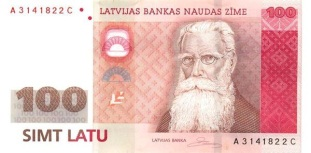 LATVIJAS BANKAS NAUDAS ZĪME
100
A 3141822 C
100
SIMT LATU
LATVIJAS BANKA
A 3141822 C